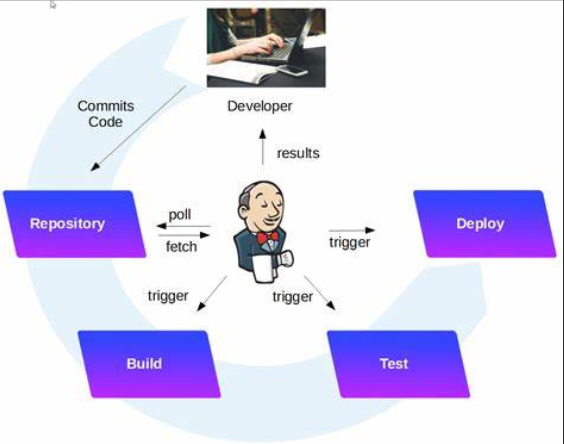 Commits
Code
Developer
results
Repository
poll
fetch
trigger
Deploy
trigger
trigger
Build
Test